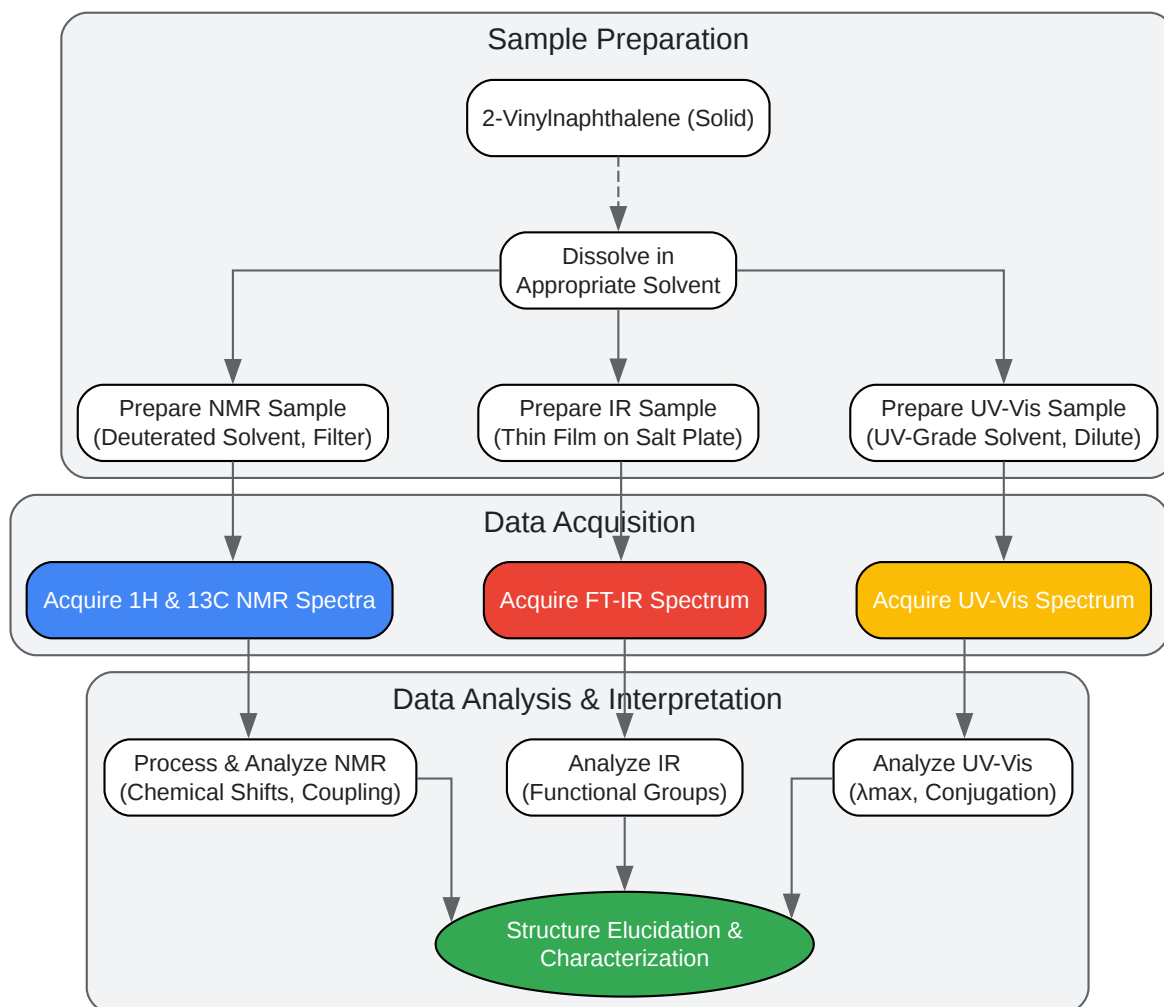 Sample Preparation
2-Vinylnaphthalene (Solid)
Dissolve in
Appropriate Solvent
Prepare NMR Sample
(Deuterated Solvent, Filter)
Prepare IR Sample
(Thin Film on Salt Plate)
Prepare UV-Vis Sample
(UV-Grade Solvent, Dilute)
Data Acquisition
Acquire 1H & 13C NMR Spectra
Acquire FT-IR Spectrum
Acquire UV-Vis Spectrum
Data Analysis & Interpretation
Process & Analyze NMR
(Chemical Shifts, Coupling)
Analyze IR
(Functional Groups)
Analyze UV-Vis
(λmax, Conjugation)
Structure Elucidation &
Characterization